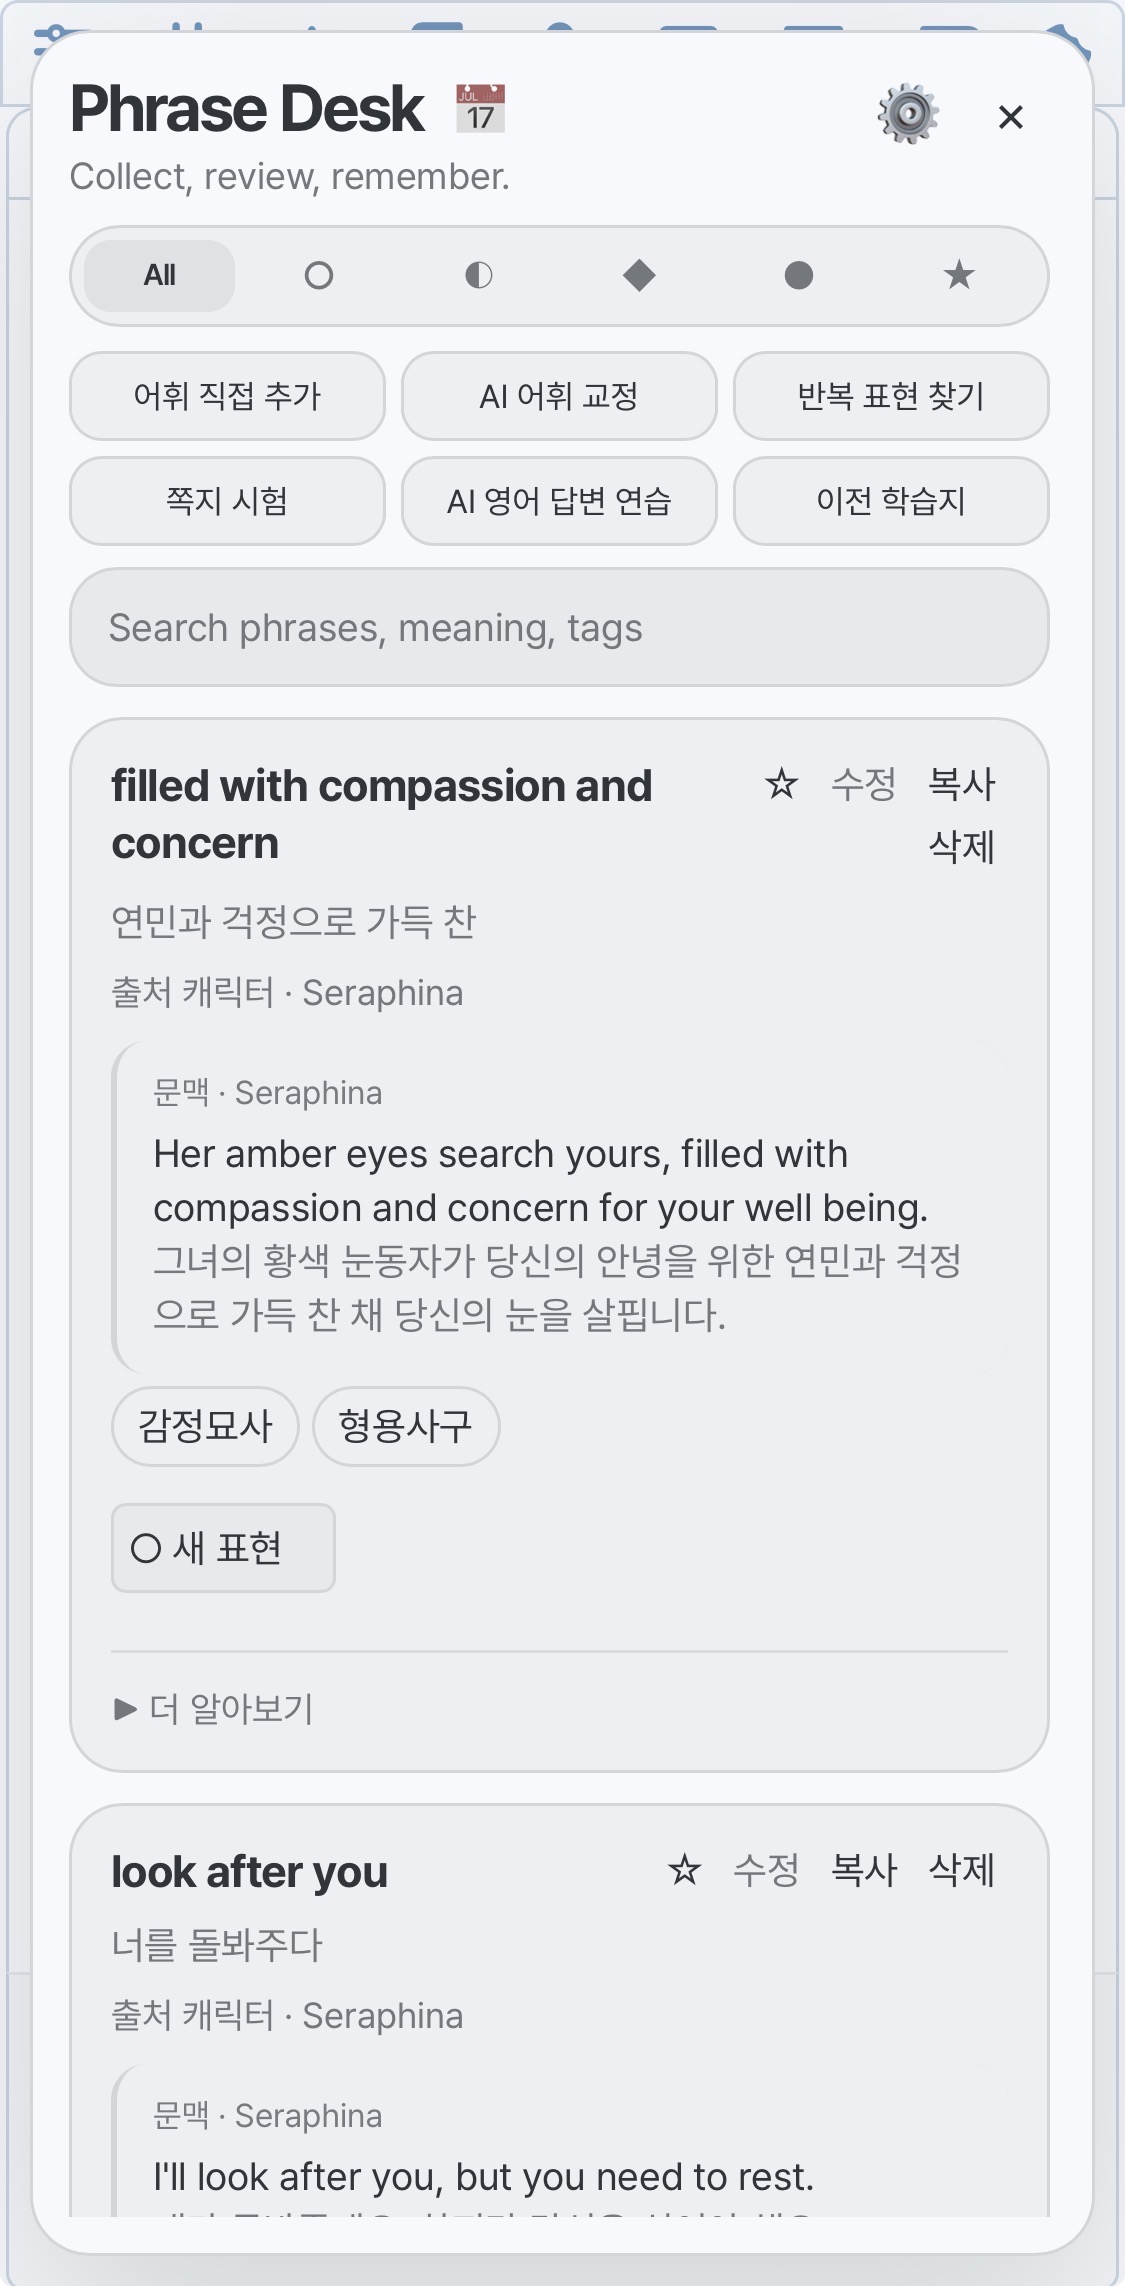 Phrase Desk
JUL
17
Collect, review, remember.
All
어휘 직접 추가
AI 어휘 교정
반복 표현 찾기
쪽지 시험
AI 영어 답변 연습
이전 학습지
Search phrases, meaning, tags
filled with compassion and
concern
☆ 수정 복사
삭제
연민과 걱정으로 가득 찬
출처 캐릭터 · Seraphina
문맥 · Seraphina
Her amber eyes search yours, filled with
compassion and concern for your well being.
그녀의 황색 눈동자가 당신의 안녕을 위한 연민과 걱정
으로 가득 찬 채 당신의 눈을 살핍니다.
감정묘사
형용사구
○ 새 표현
▶ 더 알아보기
look after you
☆ 수정 복사 삭제
너를 돌봐주다
출처 캐릭터 · Seraphina
문맥 · Seraphina
I'll look after you, but you need to rest.